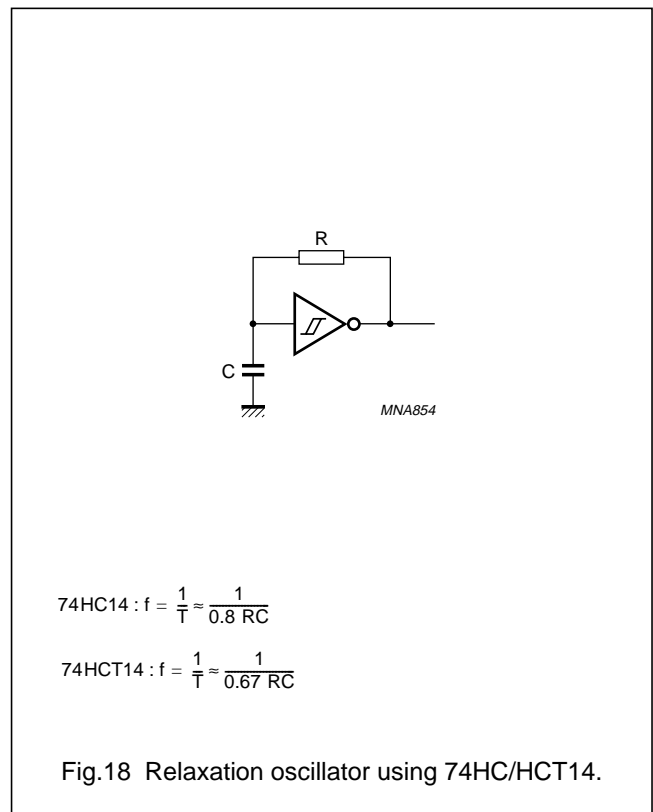 R
C
MNA854
74HC14 : f = 1/T ≈ 1/0.8 RC
74HCT14 : f = 1/T ≈ 1/0.67 RC
Fig.18 Relaxation oscillator using 74HC/HCT14.